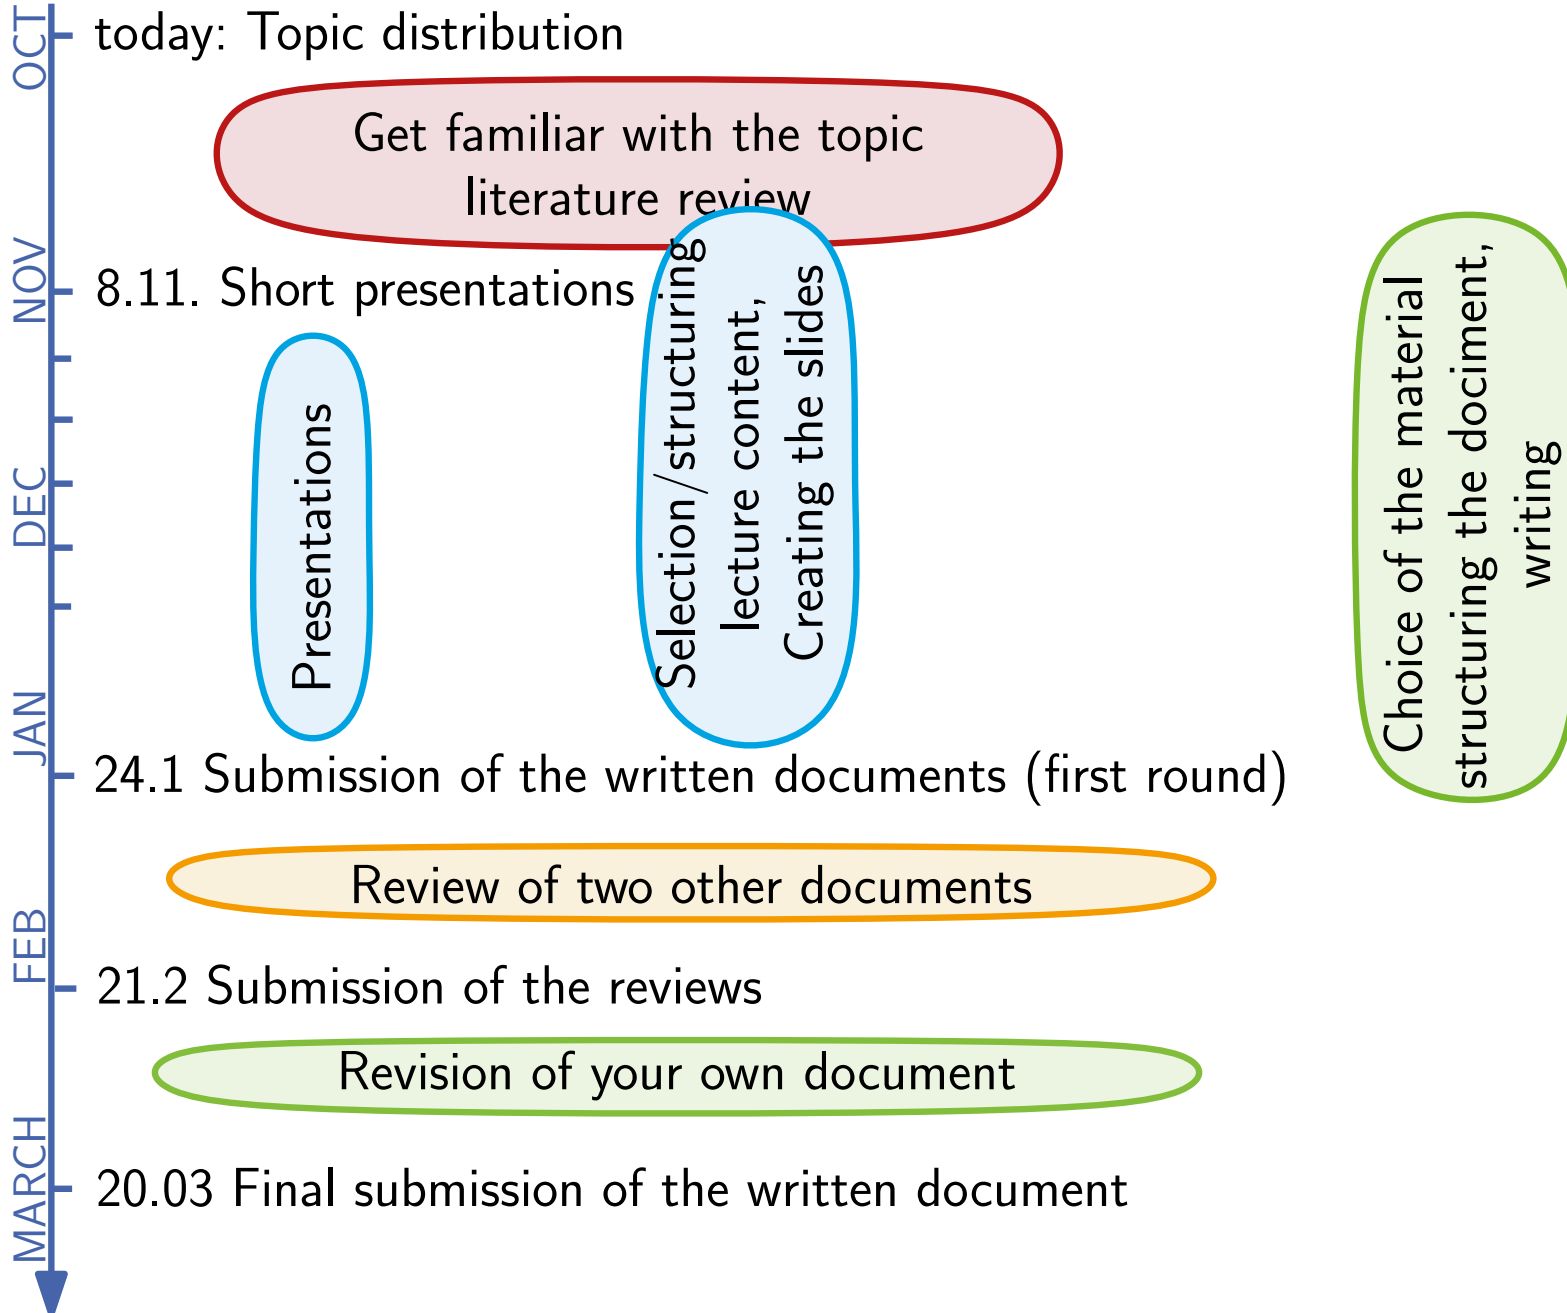 OCT
today: Topic distribution
Get familiar with the topic
literature review
NOV
8.11. Short presentations
Presentations
Selection/structuring
lecture content,
Creating the slides
Choice of the material
structuring the dociment,
writing
DEC
JAN
24.1 Submission of the written documents (first round)
Review of two other documents
FEB
21.2 Submission of the reviews
Revision of your own document
MARCH
20.03 Final submission of the written document